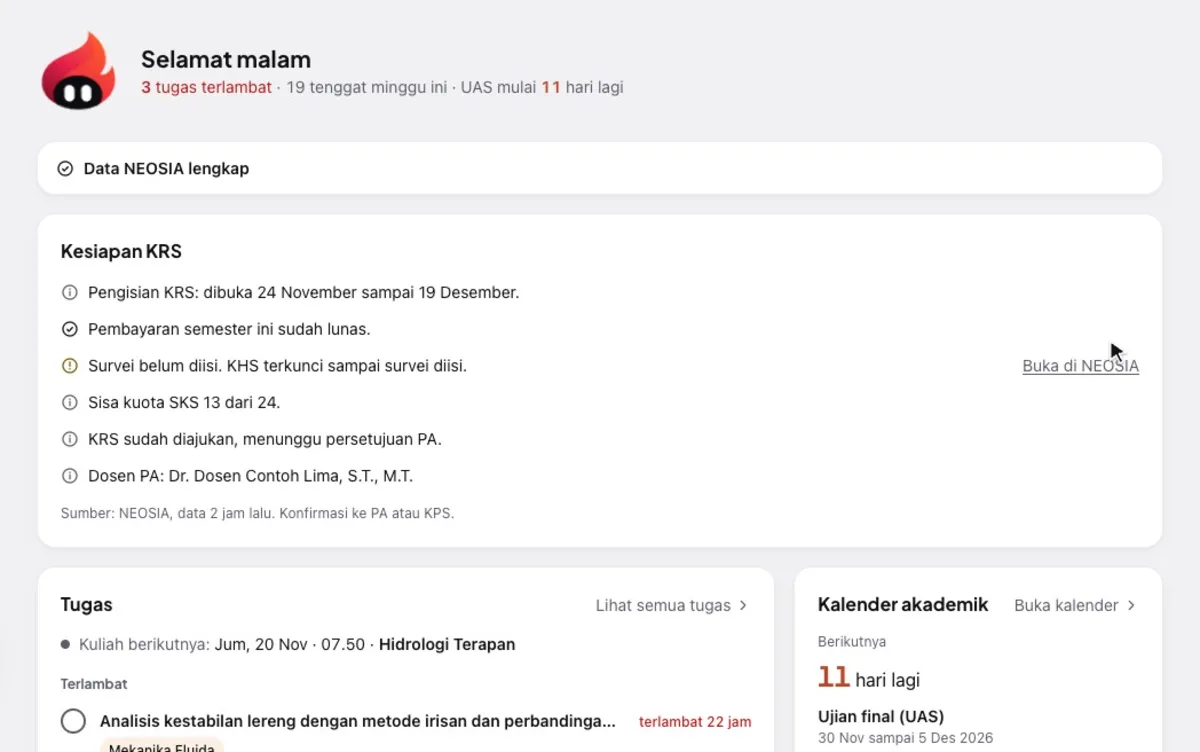 Selamat malam
3 tugas terlambat · 19 tenggat minggu ini · UAS mulai 11 hari lagi
Data NEOSIA lengkap
Kesiapan KRS
Pengisian KRS: dibuka 24 November sampai 19 Desember.
Pembayaran semester ini sudah lunas.
Survei belum diisi. KHS terkunci sampai survei diisi.
Buka di NEOSIA
Sisa kuota SKS 13 dari 24.
KRS sudah diajukan, menunggu persetujuan PA.
Dosen PA: Dr. Dosen Contoh Lima, S.T., M.T.
Sumber: NEOSIA, data 2 jam lalu. Konfirmasi ke PA atau KPS.
Tugas
Lihat semua tugas
Kuliah berikutnya: Jum, 20 Nov · 07.50 · Hidrologi Terapan
Terlambat
Analisis kestabilan lereng dengan metode irisan dan perbandinga...
terlambat 22 jam
Mekanika Fluida
Kalender akademik
Buka kalender
Berikutnya
11 hari lagi
Ujian final (UAS)
30 Nov sampai 5 Des 2026